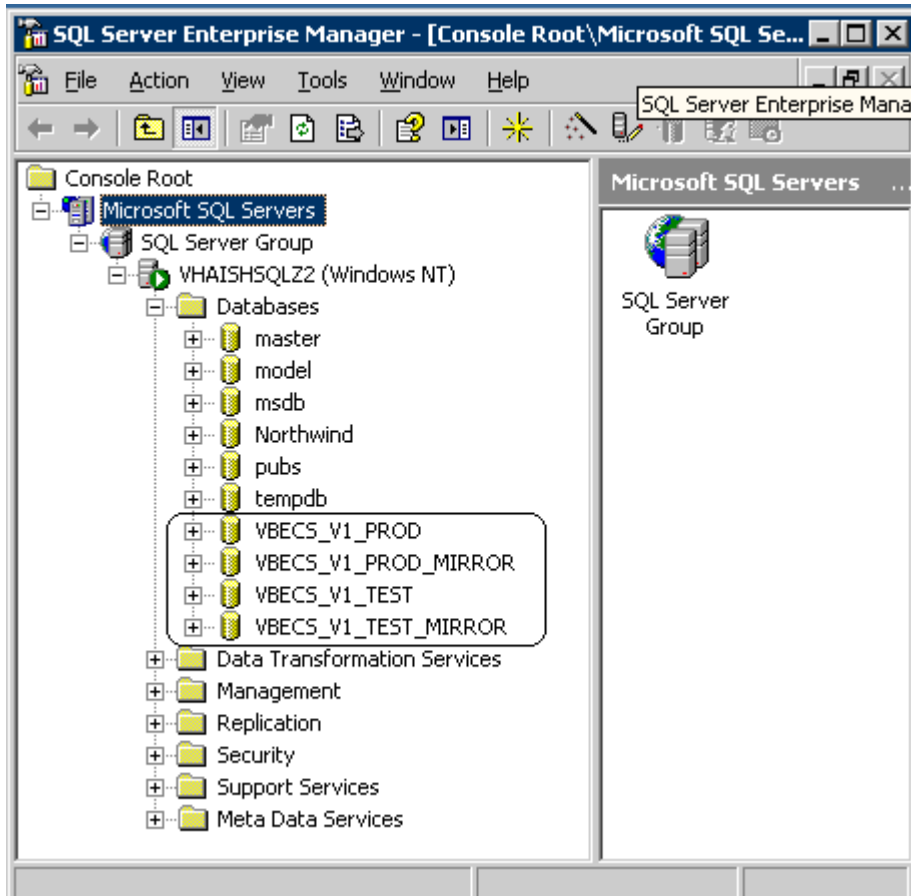 SQL Server Enterprise Manager - [Console Root\Microsoft SQL Se...
File Action View Tools Window Help
SQL Server Enterprise Mana
Console Root
Microsoft SQL Servers
SQL Server Group
VHAISHSQLZ2 (Windows NT)
Databases
master
model
msdb
Northwind
pubs
tempdb
VBECS_V1_PROD
VBECS_V1_PROD_MIRROR
VBECS_V1_TEST
VBECS_V1_TEST_MIRROR
Data Transformation Services
Management
Replication
Security
Support Services
Meta Data Services
Microsoft SQL Servers ...
SQL Server
Group